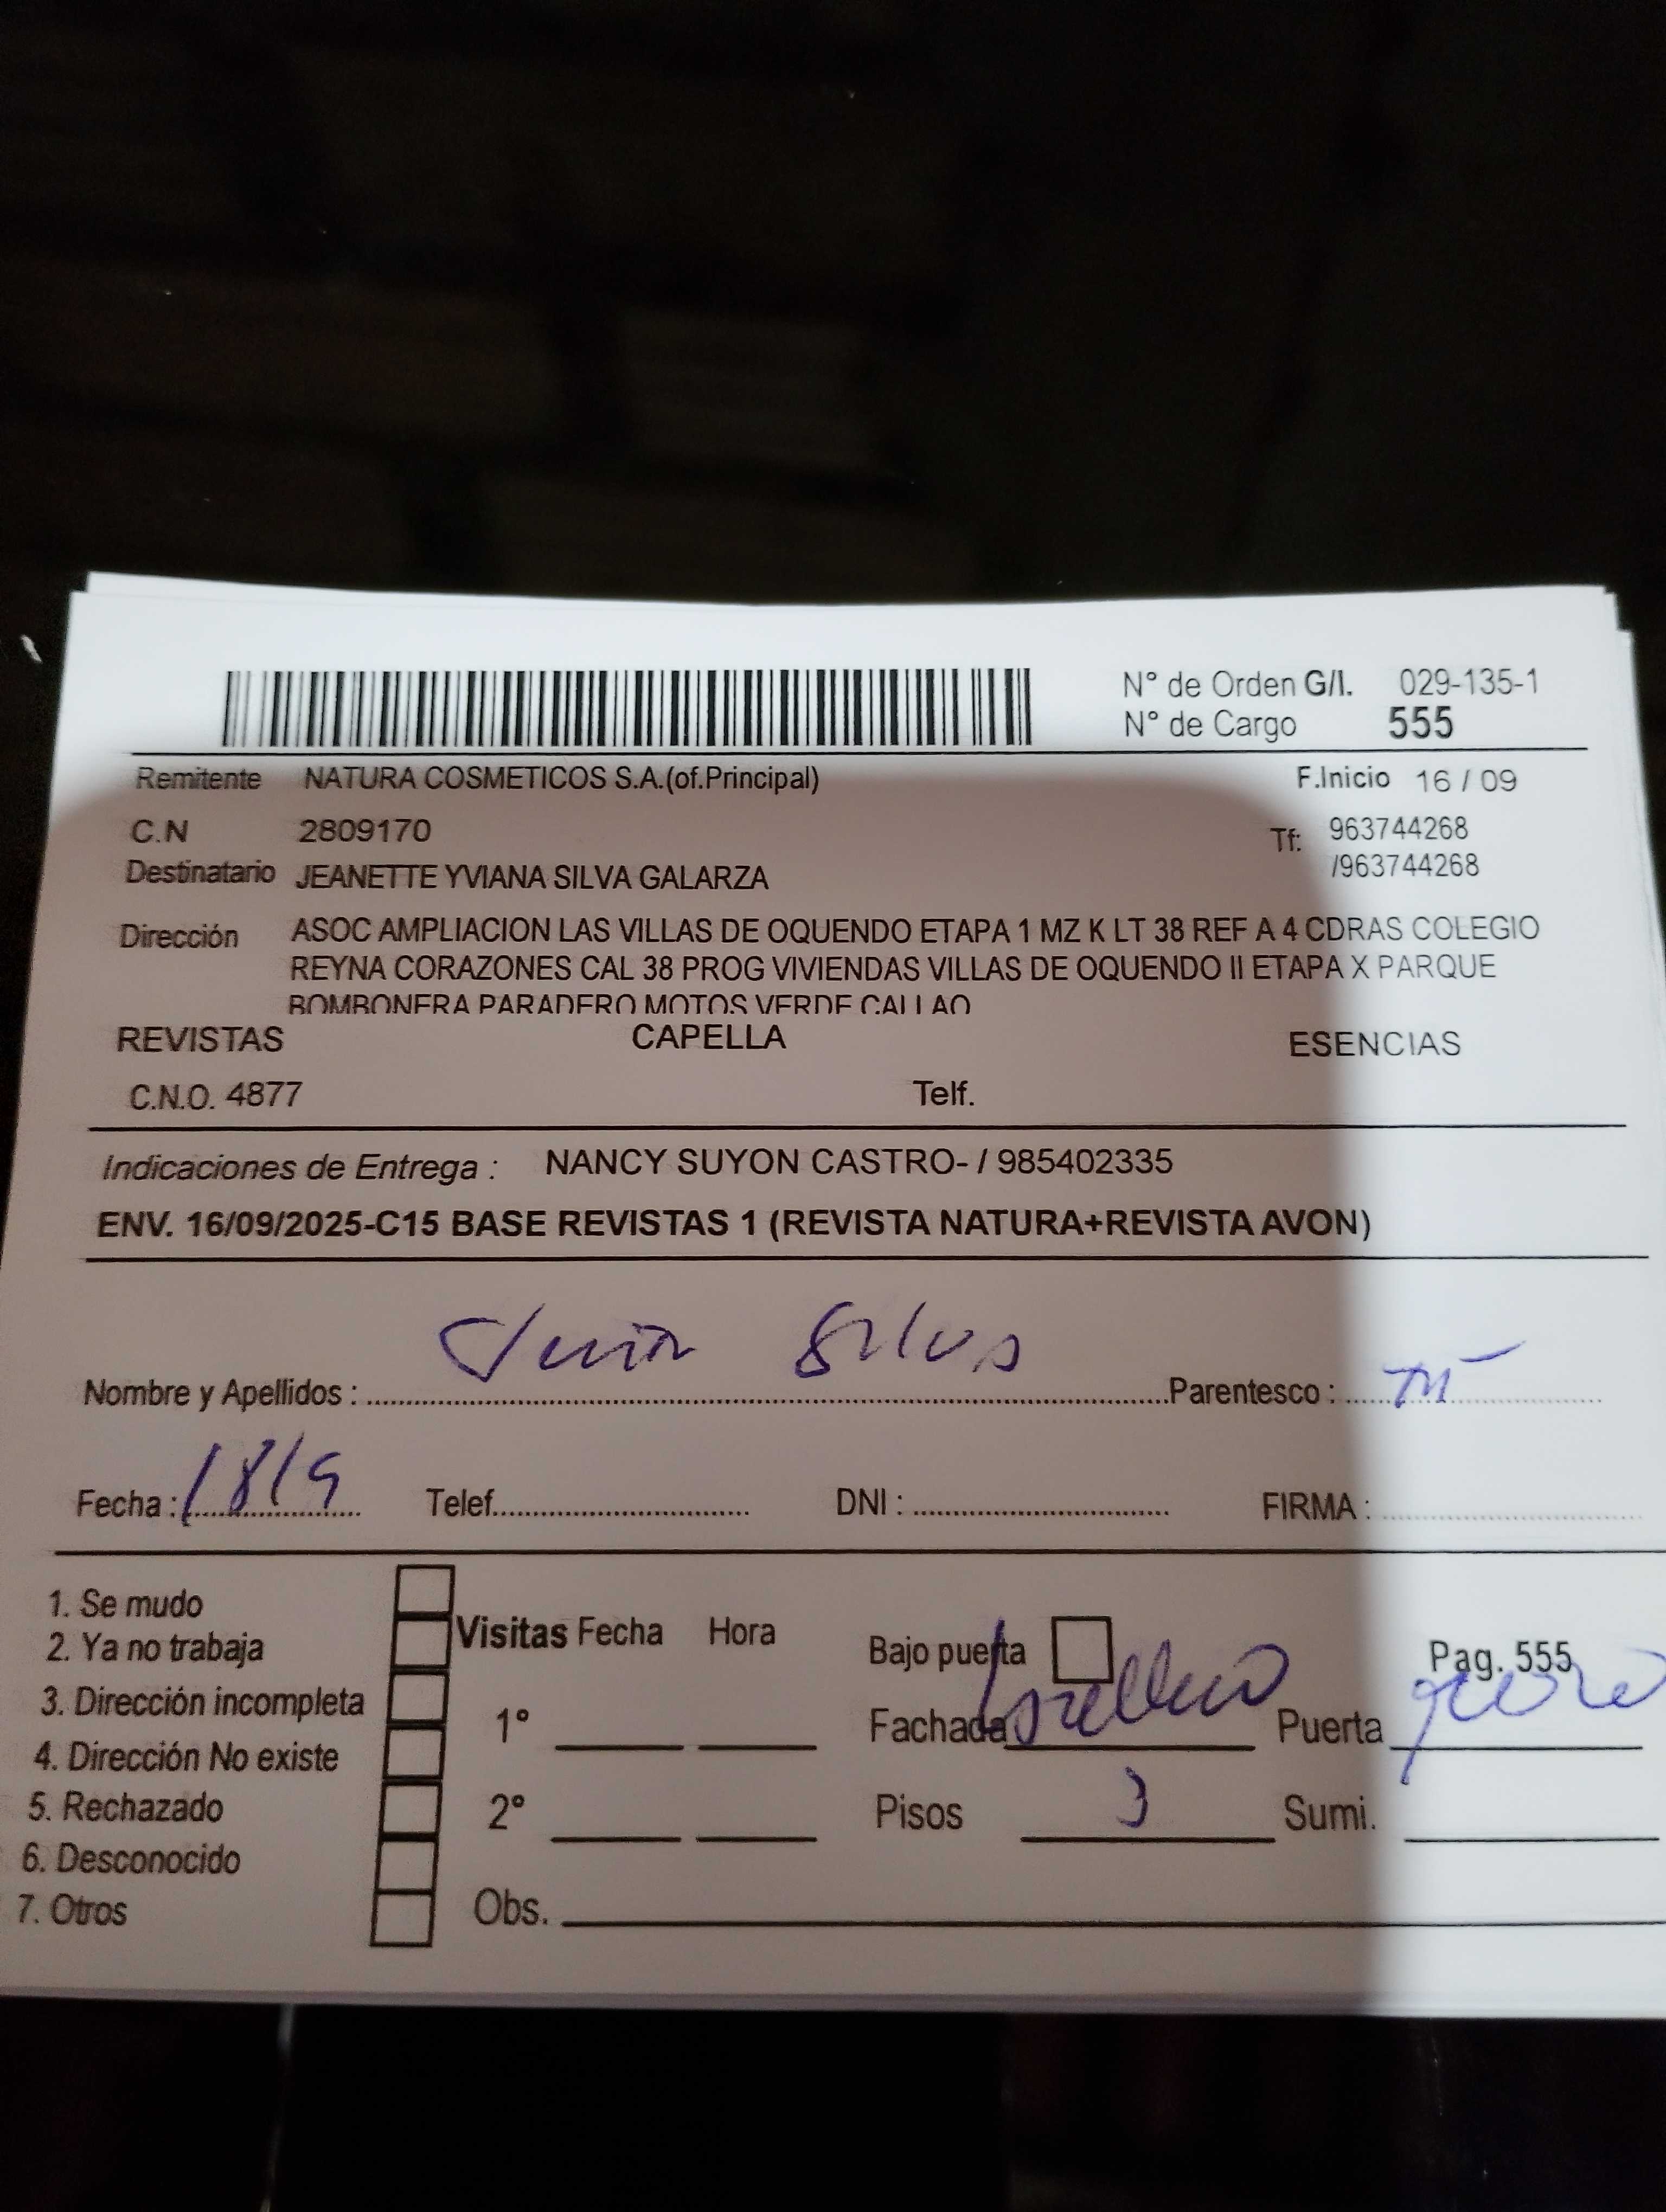 N° de Orden G/I. 029-135-1
N° de Cargo 555
Remitente NATURA COSMETICOS S.A.(of.Principal) F.Inicio 16 / 09
C.N 2809170 Tf: 963744268
/963744268
Destinatario JEANETTE YVIANA SILVA GALARZA
Dirección ASOC AMPLIACION LAS VILLAS DE OQUENDO ETAPA 1 MZ K LT 38 REF A 4 CDRAS COLEGIO
REYNA CORAZONES CAL 38 PROG VIVIENDAS VILLAS DE OQUENDO II ETAPA X PARQUE
BOMBONERA PARADERO MOTOS VERDE CALLAO
REVISTAS CAPELLA ESENCIAS
C.N.O. 4877 Telf.
Indicaciones de Entrega : NANCY SUYON CASTRO- / 985402335
ENV. 16/09/2025-C15 BASE REVISTAS 1 (REVISTA NATURA+REVISTA AVON)
Nombre y Apellidos : Silva Parentesco :
Fecha : 18/9 Telef. DNI : FIRMA :
1. Se mudo
2. Ya no trabaja
3. Dirección incompleta
4. Dirección No existe
5. Rechazado
6. Desconocido
7. Otros
Visitas Fecha Hora
1°
2°
Obs.
Bajo puerta Pag. 555
Fachada Puerta
Pisos 3 Sumi.